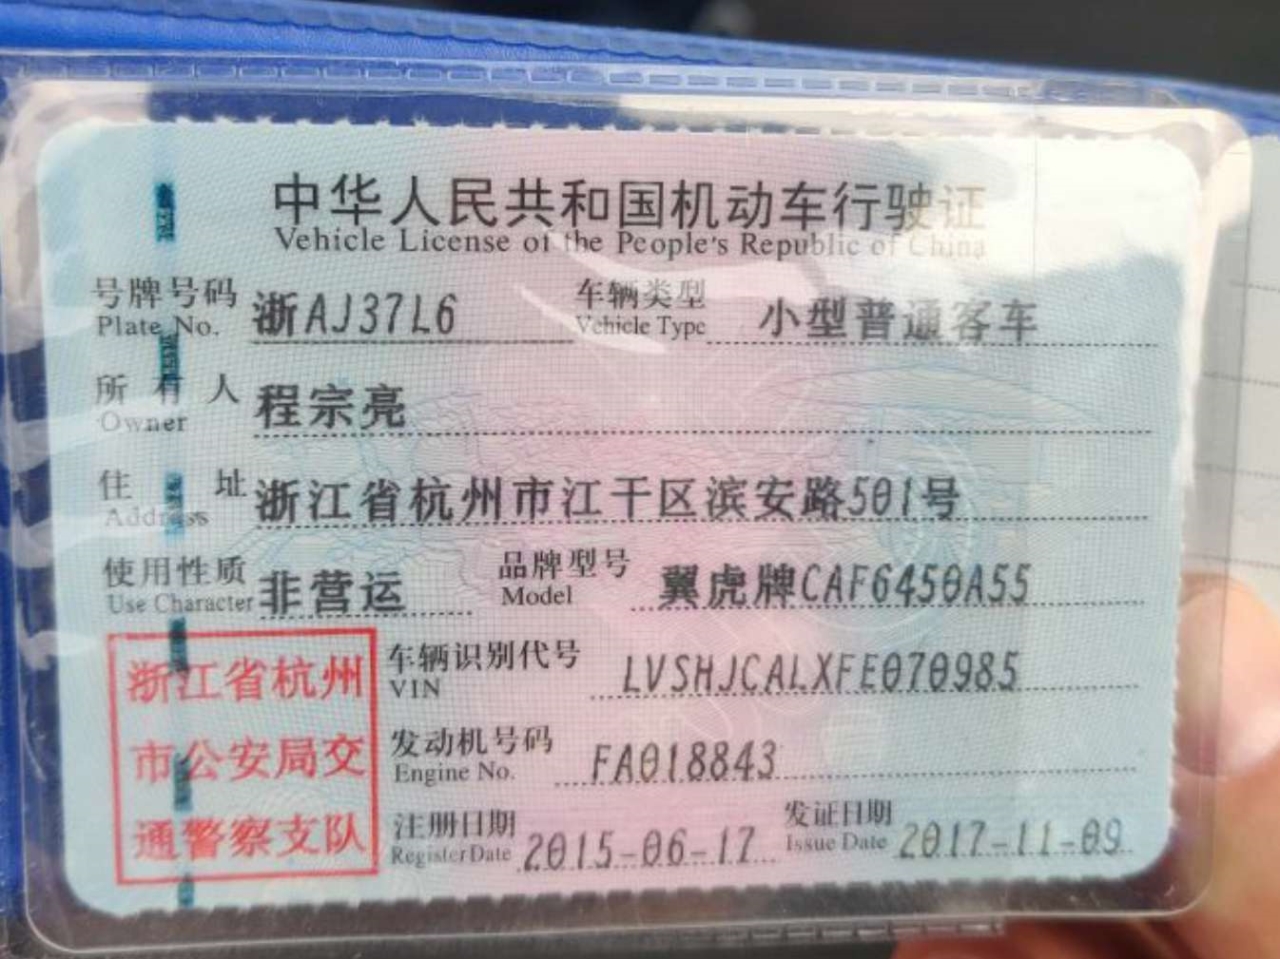 中华人民共和国机动车行驶证
Vehicle License of the People's Republic of China
号牌号码 浙AJ37L6 车辆类型 小型普通客车
Plate No. Vehicle Type
所有人 程宗亮
Owner
住址 浙江省杭州市江干区滨安路501号
Address
使用性质 非营运 品牌型号 翼虎牌CAF6450A55
Use Character Model
浙江省杭州
市公安局交
通警察支队
车辆识别代号 LVSHJCALXFE070985
VIN
发动机号码 FA018843
Engine No.
注册日期 2015-06-17 发证日期 2017-11-09
Register Date Issue Date